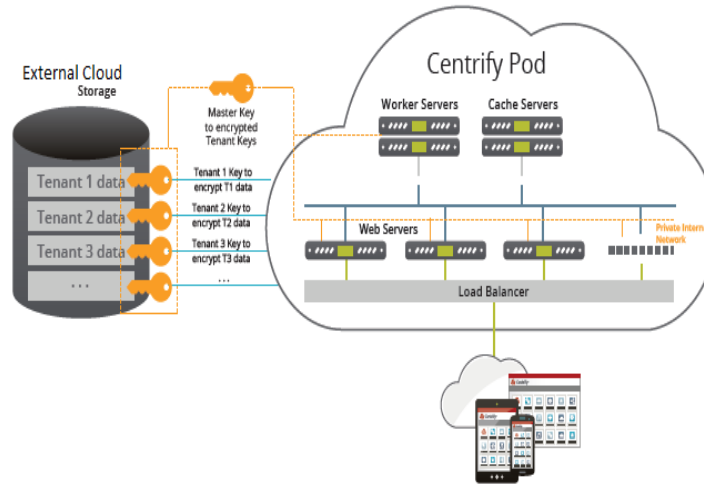 External Cloud
Storage
Tenant 1 data
Tenant 2 data
Tenant 3 data
...
Master Key
to encrypted
Tenant Keys
Tenant 1 Key to
encrypt T1 data
Tenant 2 Key to
encrypt T2 data
Tenant 3 Key to
encrypt T3 data
...
Centrify Pod
Worker Servers
Cache Servers
Web Servers
Private Intern
Network
Load Balancer